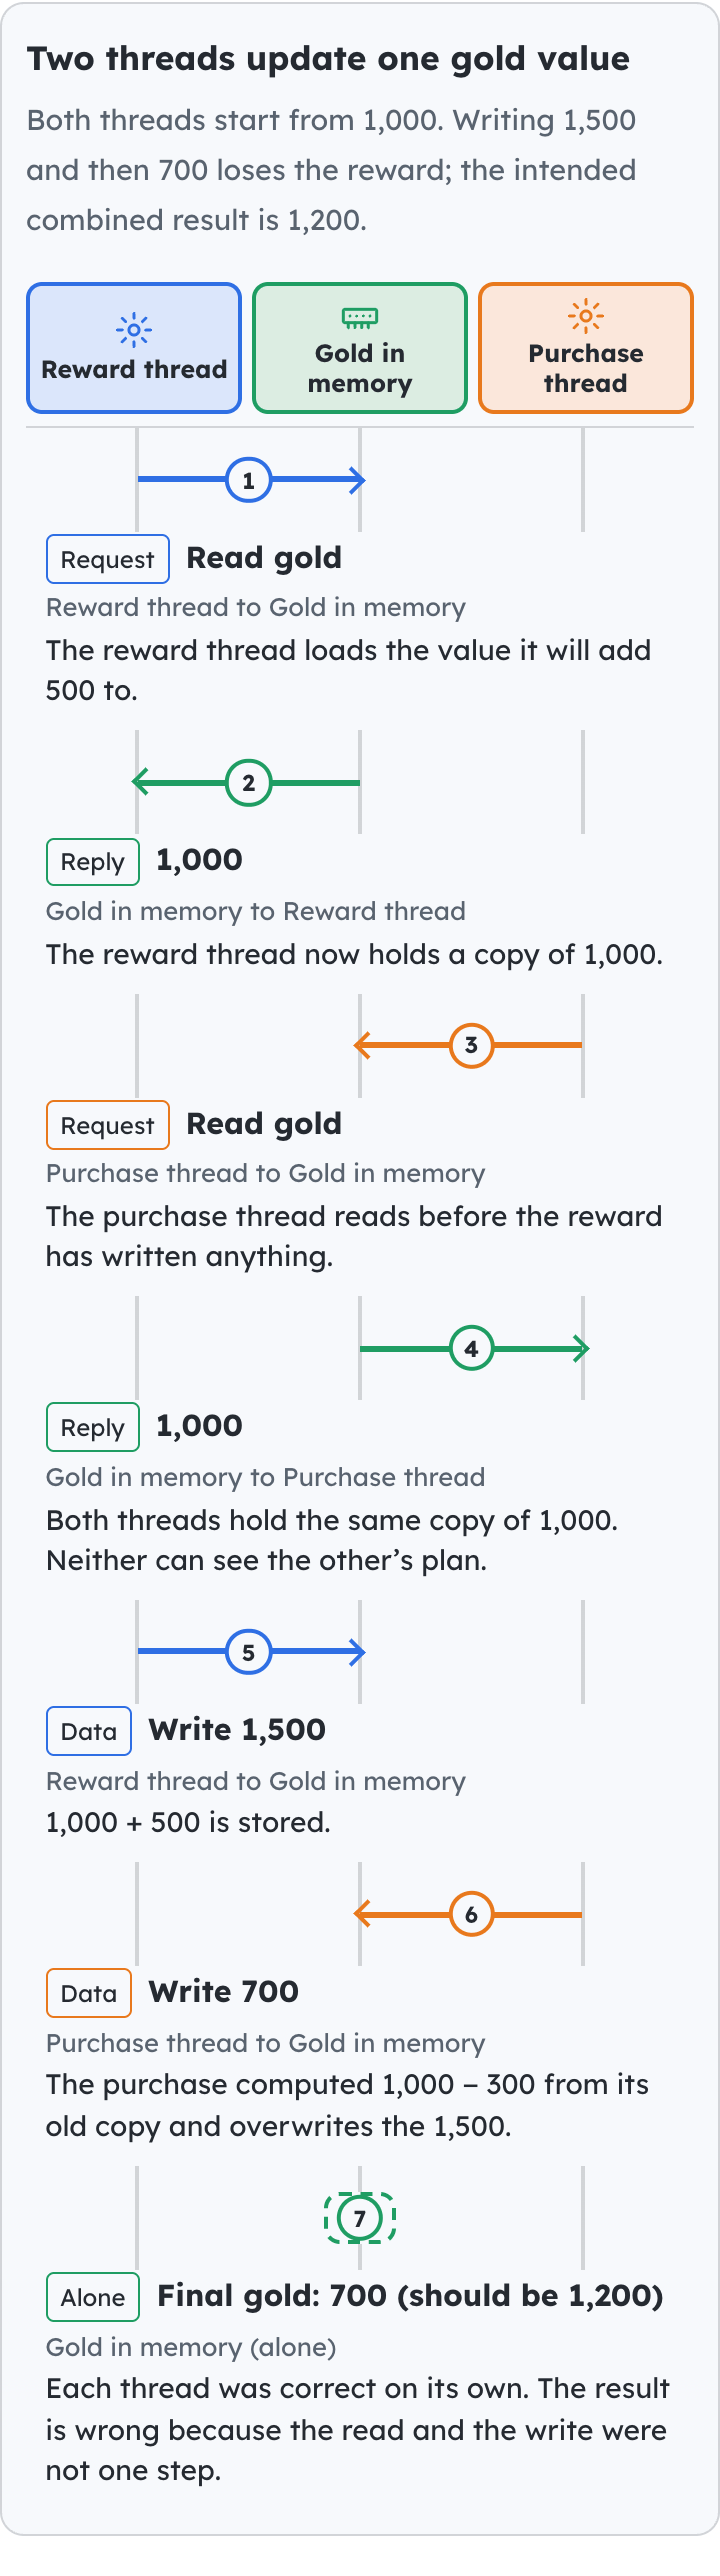 Two threads update one gold value
Both threads start from 1,000. Writing 1,500
and then 700 loses the reward; the intended
combined result is 1,200.
Reward thread
Gold in
memory
Purchase
thread
1
Request Read gold
Reward thread to Gold in memory
The reward thread loads the value it will add
500 to.
2
Reply 1,000
Gold in memory to Reward thread
The reward thread now holds a copy of 1,000.
3
Request Read gold
Purchase thread to Gold in memory
The purchase thread reads before the reward
has written anything.
4
Reply 1,000
Gold in memory to Purchase thread
Both threads hold the same copy of 1,000.
Neither can see the other’s plan.
5
Data Write 1,500
Reward thread to Gold in memory
1,000 + 500 is stored.
6
Data Write 700
Purchase thread to Gold in memory
The purchase computed 1,000 – 300 from its
old copy and overwrites the 1,500.
7
Alone Final gold: 700 (should be 1,200)
Gold in memory (alone)
Each thread was correct on its own. The result
is wrong because the read and the write were
not one step.